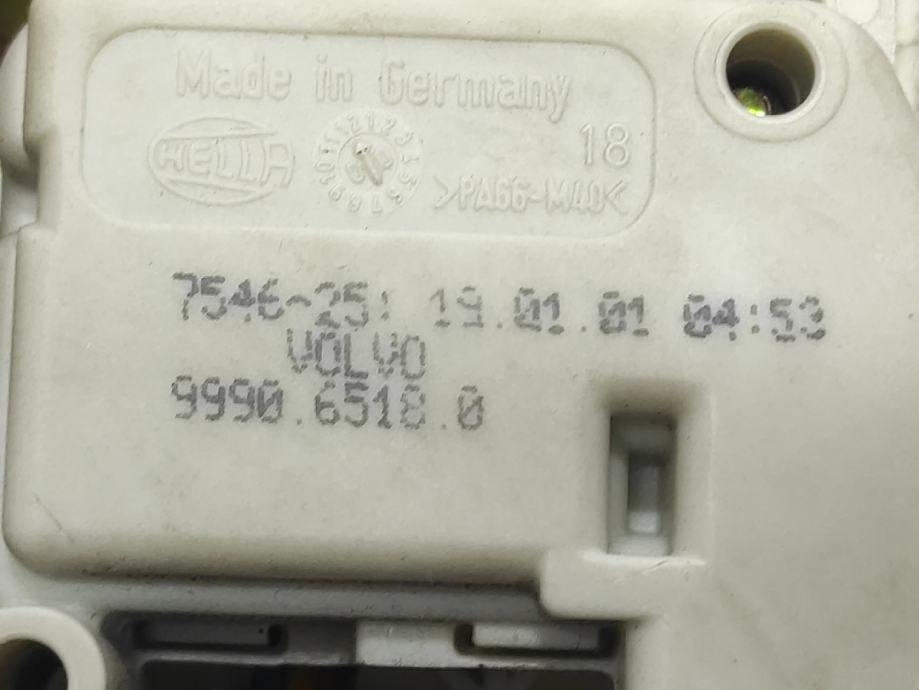 Made in Germany
HELLA
18
>PA66-M40<
7546-25: 19.01.01 04:53
VOLVO
9990.6518.0